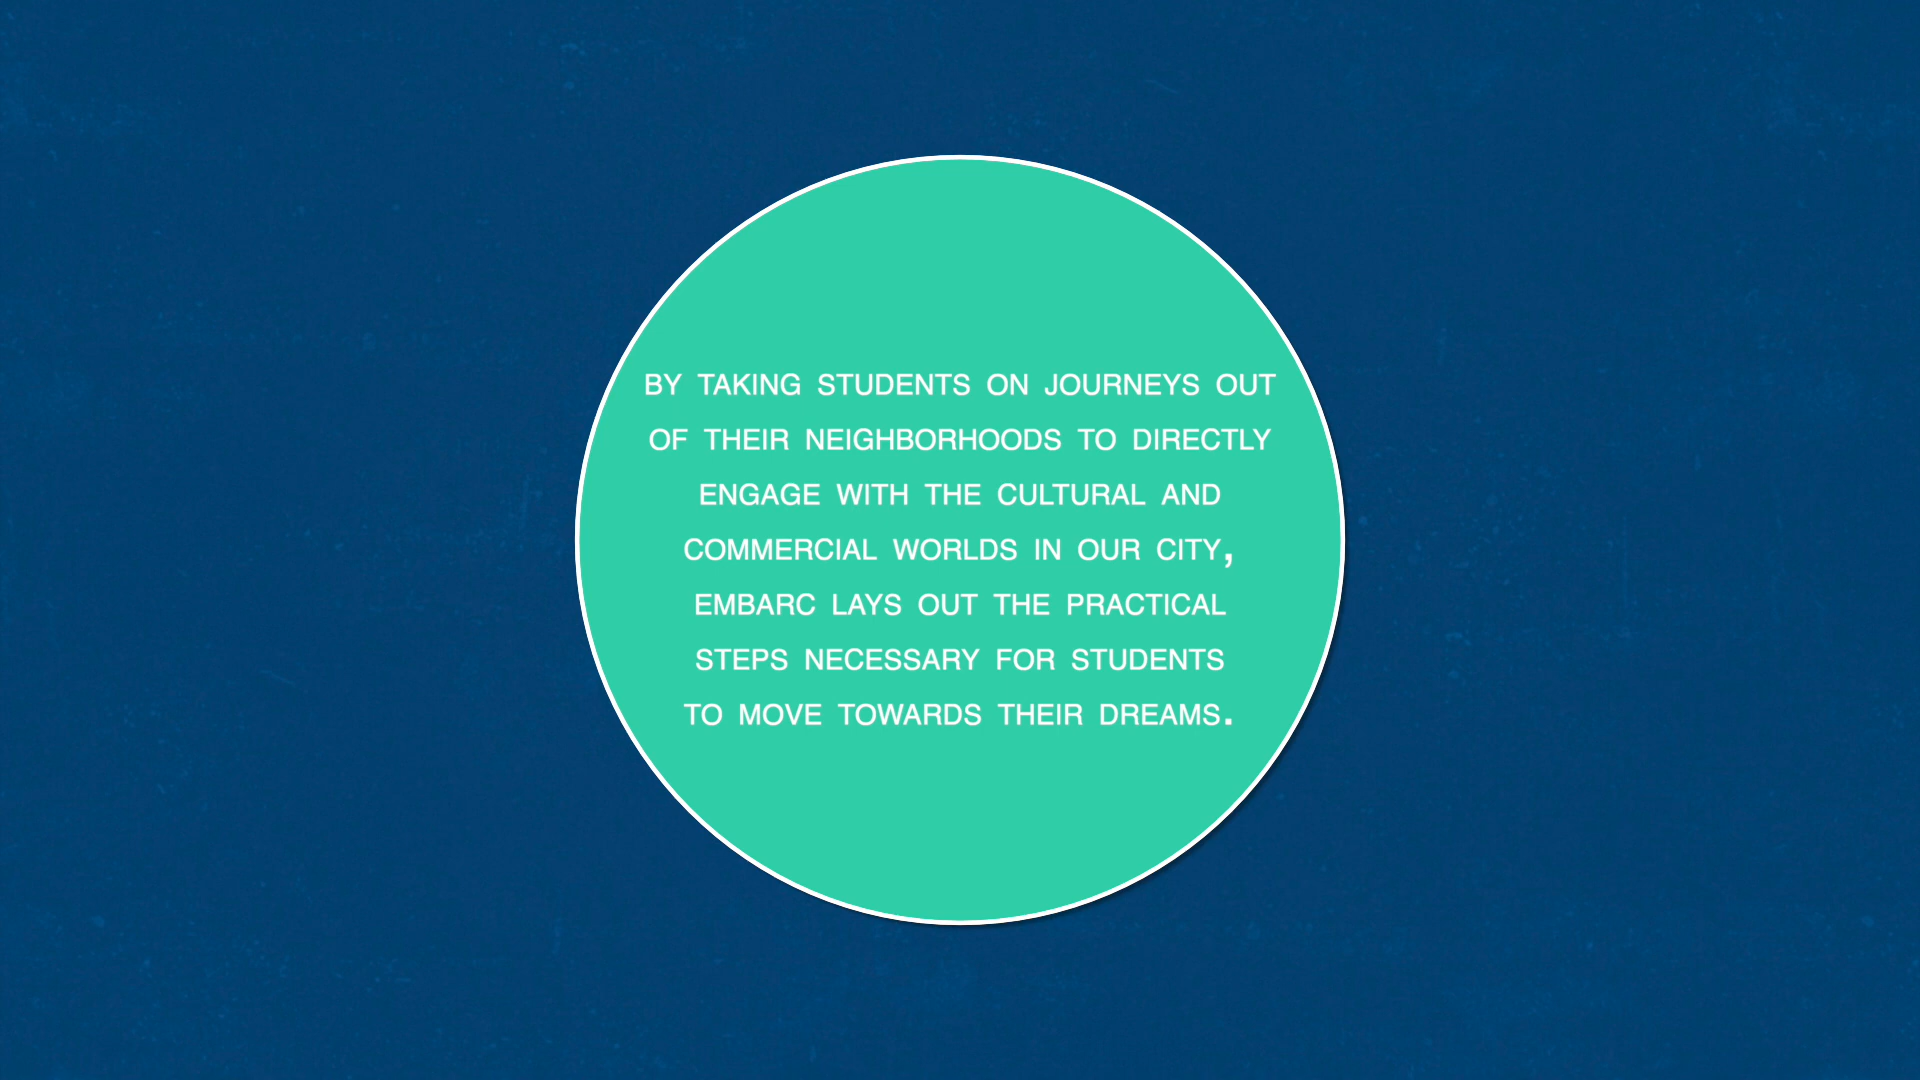 BY TAKING STUDENTS ON JOURNEYS OUT
OF THEIR NEIGHBORHOODS TO DIRECTLY
ENGAGE WITH THE CULTURAL AND
COMMERCIAL WORLDS IN OUR CITY,
EMBARC LAYS OUT THE PRACTICAL
STEPS NECESSARY FOR STUDENTS
TO MOVE TOWARDS THEIR DREAMS.